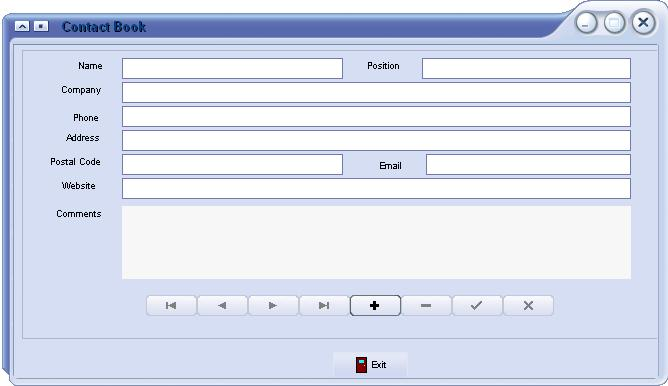 Contact Book
Name Position
Company
Phone
Address
Postal Code Email
Website
Comments
Exit